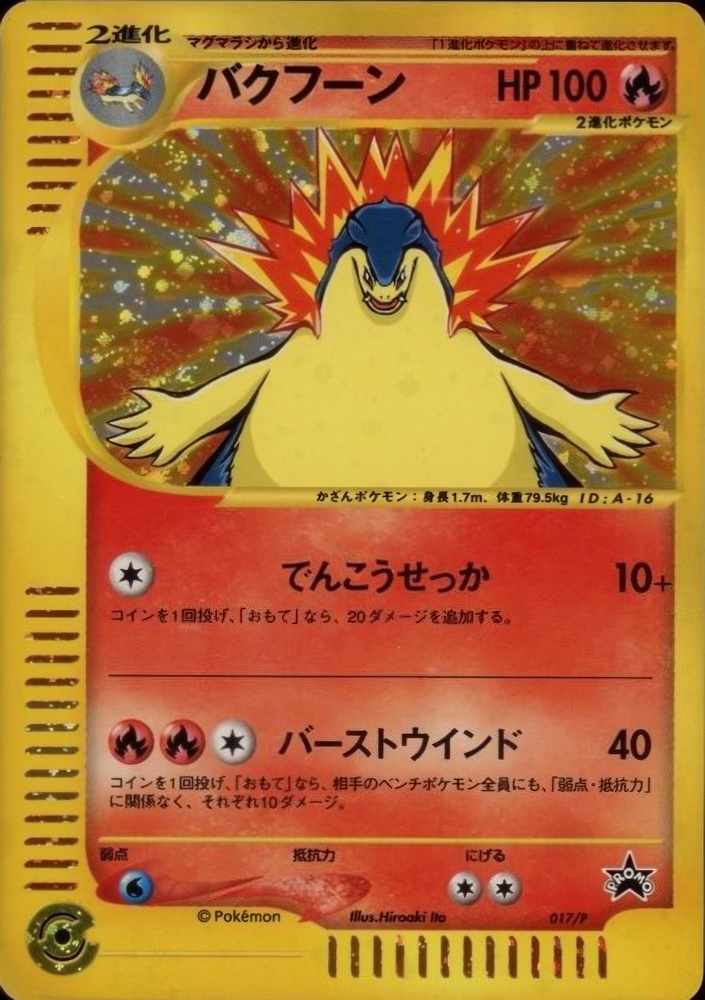 2進化 マグマラシから進化 「1進化ポケモン」の上に重ねて進化させます
バクフーン HP 100
2進化ポケモン
かざんポケモン：身長1.7m、体重79.5kg ID:A-16
でんこうせっか 10+
コインを1回投げ、「おもて」なら、20ダメージを追加する。
バーストウインド 40
コインを1回投げ、「おもて」なら、相手のベンチポケモン全員にも、「弱点・抵抗力」
に関係なく、それぞれ10ダメージ。
弱点 抵抗力 にげる
PROMO
© Pokémon Illus.Hiroaki Ito 017/P